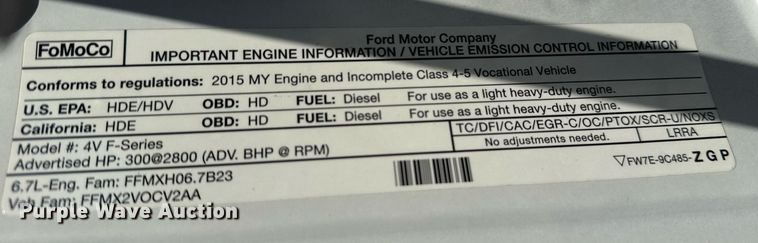 Ford Motor Company
FoMoCo
IMPORTANT ENGINE INFORMATION / VEHICLE EMISSION CONTROL INFORMATION
Conforms to regulations: 2015 MY Engine and Incomplete Class 4-5 Vocational Vehicle
U.S. EPA: HDE/HDV OBD: HD FUEL: Diesel For use as a light heavy-duty engine.
California: HDE OBD: HD FUEL: Diesel For use as a light heavy-duty engine.
Model #: 4V F-Series TC/DFI/CAC/EGR-C/OC/PTOX/SCR-U/NOXS
Advertised HP: 300@2800 (ADV. BHP @ RPM) No adjustments needed. LRRA
6.7L-Eng. Fam: FFMXH06.7B23 FW7E-9C485-ZGP
Veh Fam: FFMX2VOCV2AA
Purple Wave Auction